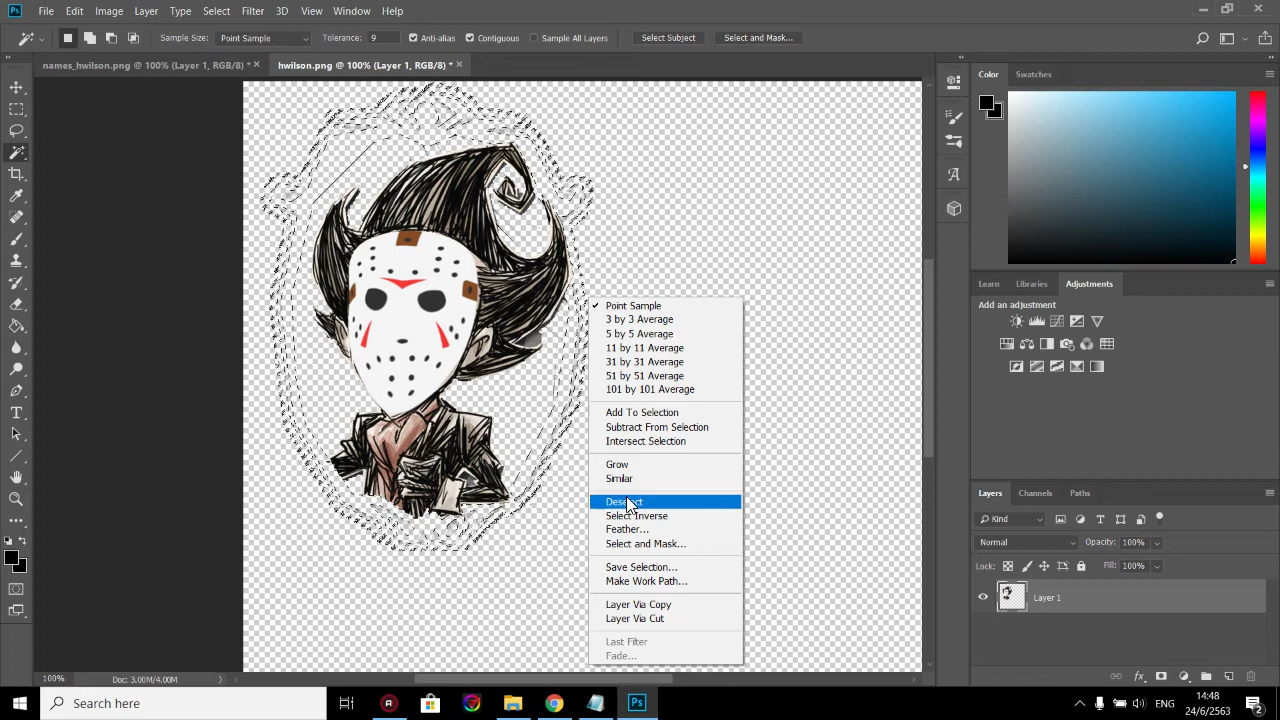 Ps File Edit Image Layer Type Select Filter 3D View Window Help
Sample Size: Point Sample Tolerance: 9 Anti-alias Contiguous Sample All Layers Select Subject Select and Mask...
names_hwilson.png @ 100% (Layer 1, RGB/8) * hwilson.png @ 100% (Layer 1, RGB/8) *
Color Swatches
Point Sample
3 by 3 Average
5 by 5 Average
11 by 11 Average
31 by 31 Average
51 by 51 Average
101 by 101 Average
Add To Selection
Subtract From Selection
Intersect Selection
Grow
Similar
Deselect
Select Inverse
Feather...
Select and Mask...
Save Selection...
Make Work Path...
Layer Via Copy
Layer Via Cut
Last Filter
Fade...
Learn Libraries Adjustments
Add an adjustment
Layers Channels Paths
Kind
Normal Opacity: 100%
Lock: Fill: 100%
Layer 1
100% Doc: 3.00M/4.00M
Search here
Ps
ENG
14:48
24/6/2563
2